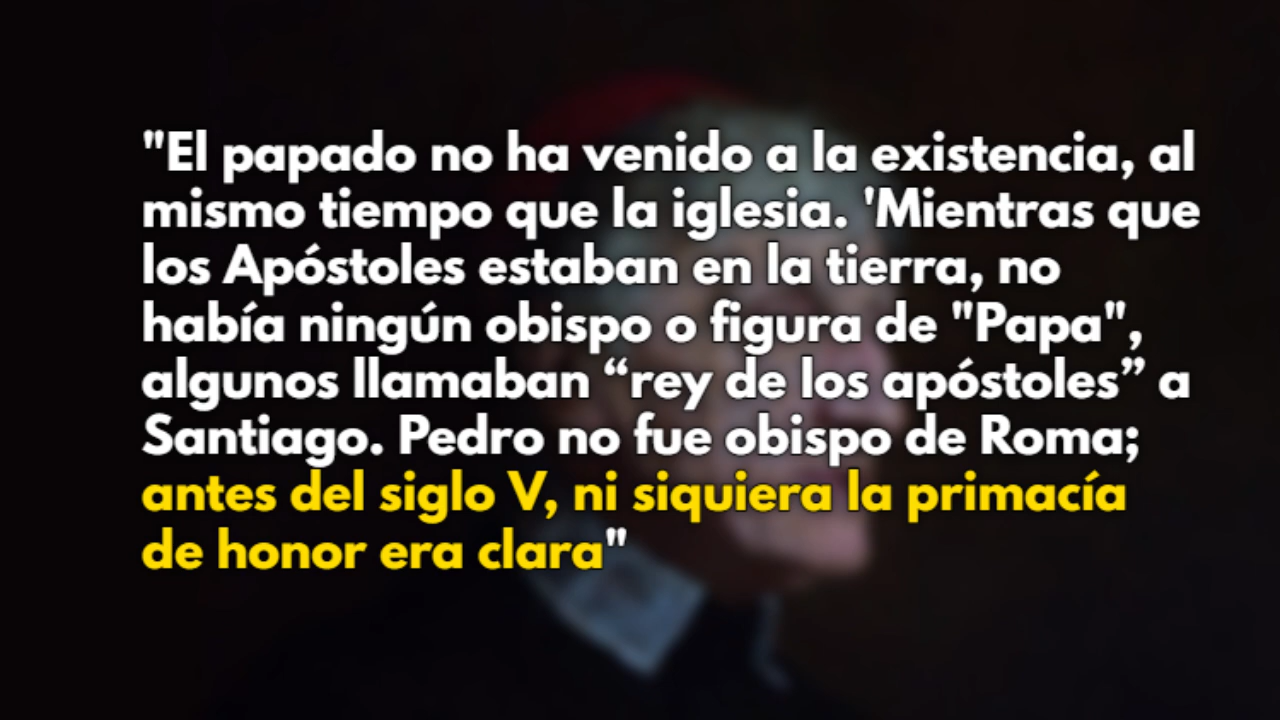 "El papado no ha venido a la existencia, al
mismo tiempo que la iglesia. 'Mientras que
los Apóstoles estaban en la tierra, no
había ningún obispo o figura de "Papa",
algunos llamaban “rey de los apóstoles” a
Santiago. Pedro no fue obispo de Roma;
antes del siglo V, ni siquiera la primacía
de honor era clara"